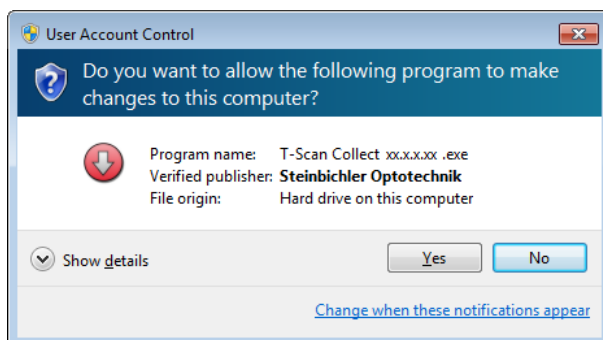 User Account Control
Do you want to allow the following program to make
changes to this computer?
Program name: T-Scan Collect xx.x.x.xx .exe
Verified publisher: Steinbichler Optotechnik
File origin: Hard drive on this computer
Show details
Yes
No
Change when these notifications appear